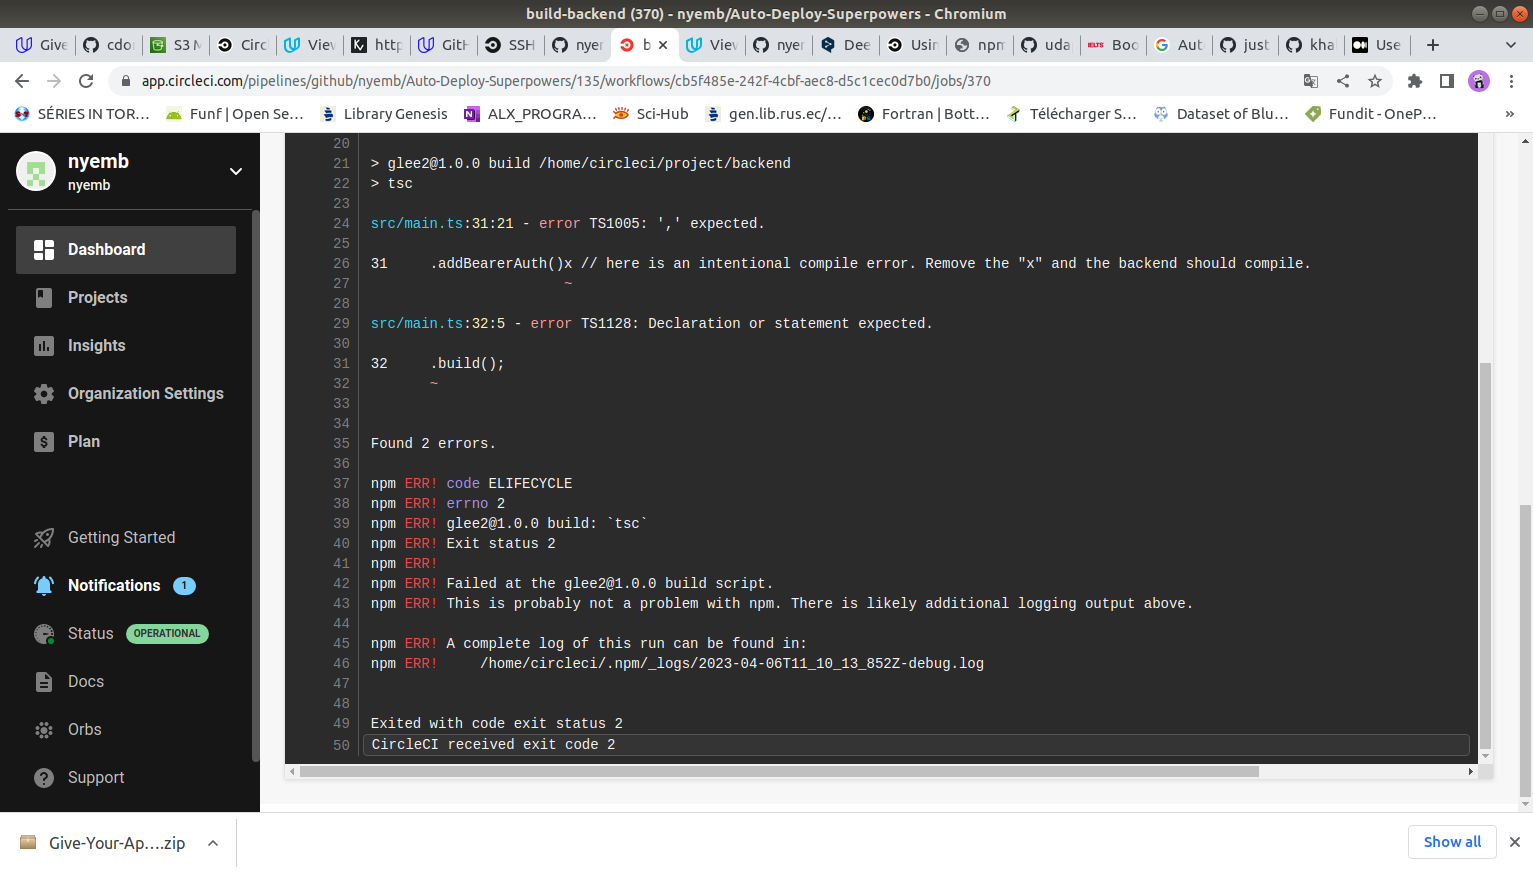 build-backend (370) - nyemb/Auto-Deploy-Superpowers - Chromium
Give cdor S3 M Circ View http GitH SSH nyer b View nyer Dee Usin npm uda Boo Aut just kha Use
app.circleci.com/pipelines/github/nyemb/Auto-Deploy-Superpowers/135/workflows/cb5f485e-242f-4cbf-aec8-d5c1cec0d7b0/jobs/370
SÉRIES IN TOR… Funf | Open Se… Library Genesis ALX_PROGRA… Sci-Hub gen.lib.rus.ec/… Fortran | Bott… Télécharger S… Dataset of Blu… Fundit - OneP… »
nyemb
nyemb
Dashboard
Projects
Insights
Organization Settings
Plan
Getting Started
Notifications 1
Status OPERATIONAL
Docs
Orbs
Support
20
21 > glee2@1.0.0 build /home/circleci/project/backend
22 > tsc
23
24 src/main.ts:31:21 - error TS1005: ',' expected.
25
26 31     .addBearerAuth()x // here is an intentional compile error. Remove the "x" and the backend should compile.
27 ~
28
29 src/main.ts:32:5 - error TS1128: Declaration or statement expected.
30
31 32     .build();
32 ~
33
34
35 Found 2 errors.
36
37 npm ERR! code ELIFECYCLE
38 npm ERR! errno 2
39 npm ERR! glee2@1.0.0 build: `tsc`
40 npm ERR! Exit status 2
41 npm ERR!
42 npm ERR! Failed at the glee2@1.0.0 build script.
43 npm ERR! This is probably not a problem with npm. There is likely additional logging output above.
44
45 npm ERR! A complete log of this run can be found in:
46 npm ERR!     /home/circleci/.npm/_logs/2023-04-06T11_10_13_852Z-debug.log
47
48
49 Exited with code exit status 2
50 CircleCI received exit code 2
Give-Your-Ap….zip
Show all